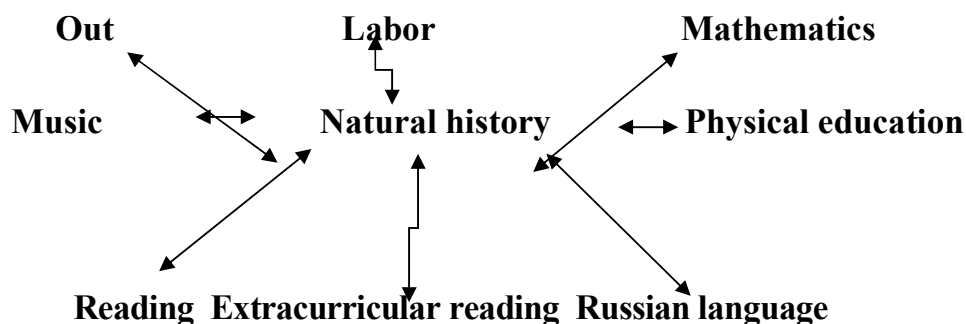 Out Labor Mathematics
Music Natural history Physical education
Reading Extracurricular reading Russian language